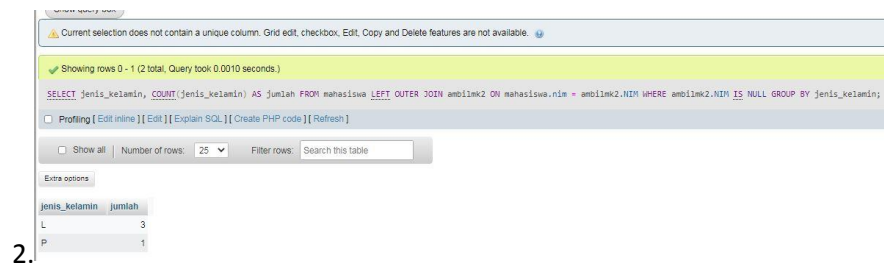 Show query box
Current selection does not contain a unique column. Grid edit, checkbox, Edit, Copy and Delete features are not available.
Showing rows 0 - 1 (2 total, Query took 0.0010 seconds.)
SELECT jenis_kelamin, COUNT(jenis_kelamin) AS jumlah FROM mahasiswa LEFT OUTER JOIN ambilmk2 ON mahasiswa.nim = ambilmk2.NIM WHERE ambilmk2.NIM IS NULL GROUP BY jenis_kelamin;
Profiling [ Edit inline ] [ Edit ] [ Explain SQL ] [ Create PHP code ] [ Refresh ]
Show all | Number of rows: 25 Filter rows: Search this table
Extra options
jenis_kelamin jumlah
L 3
P 1
2.